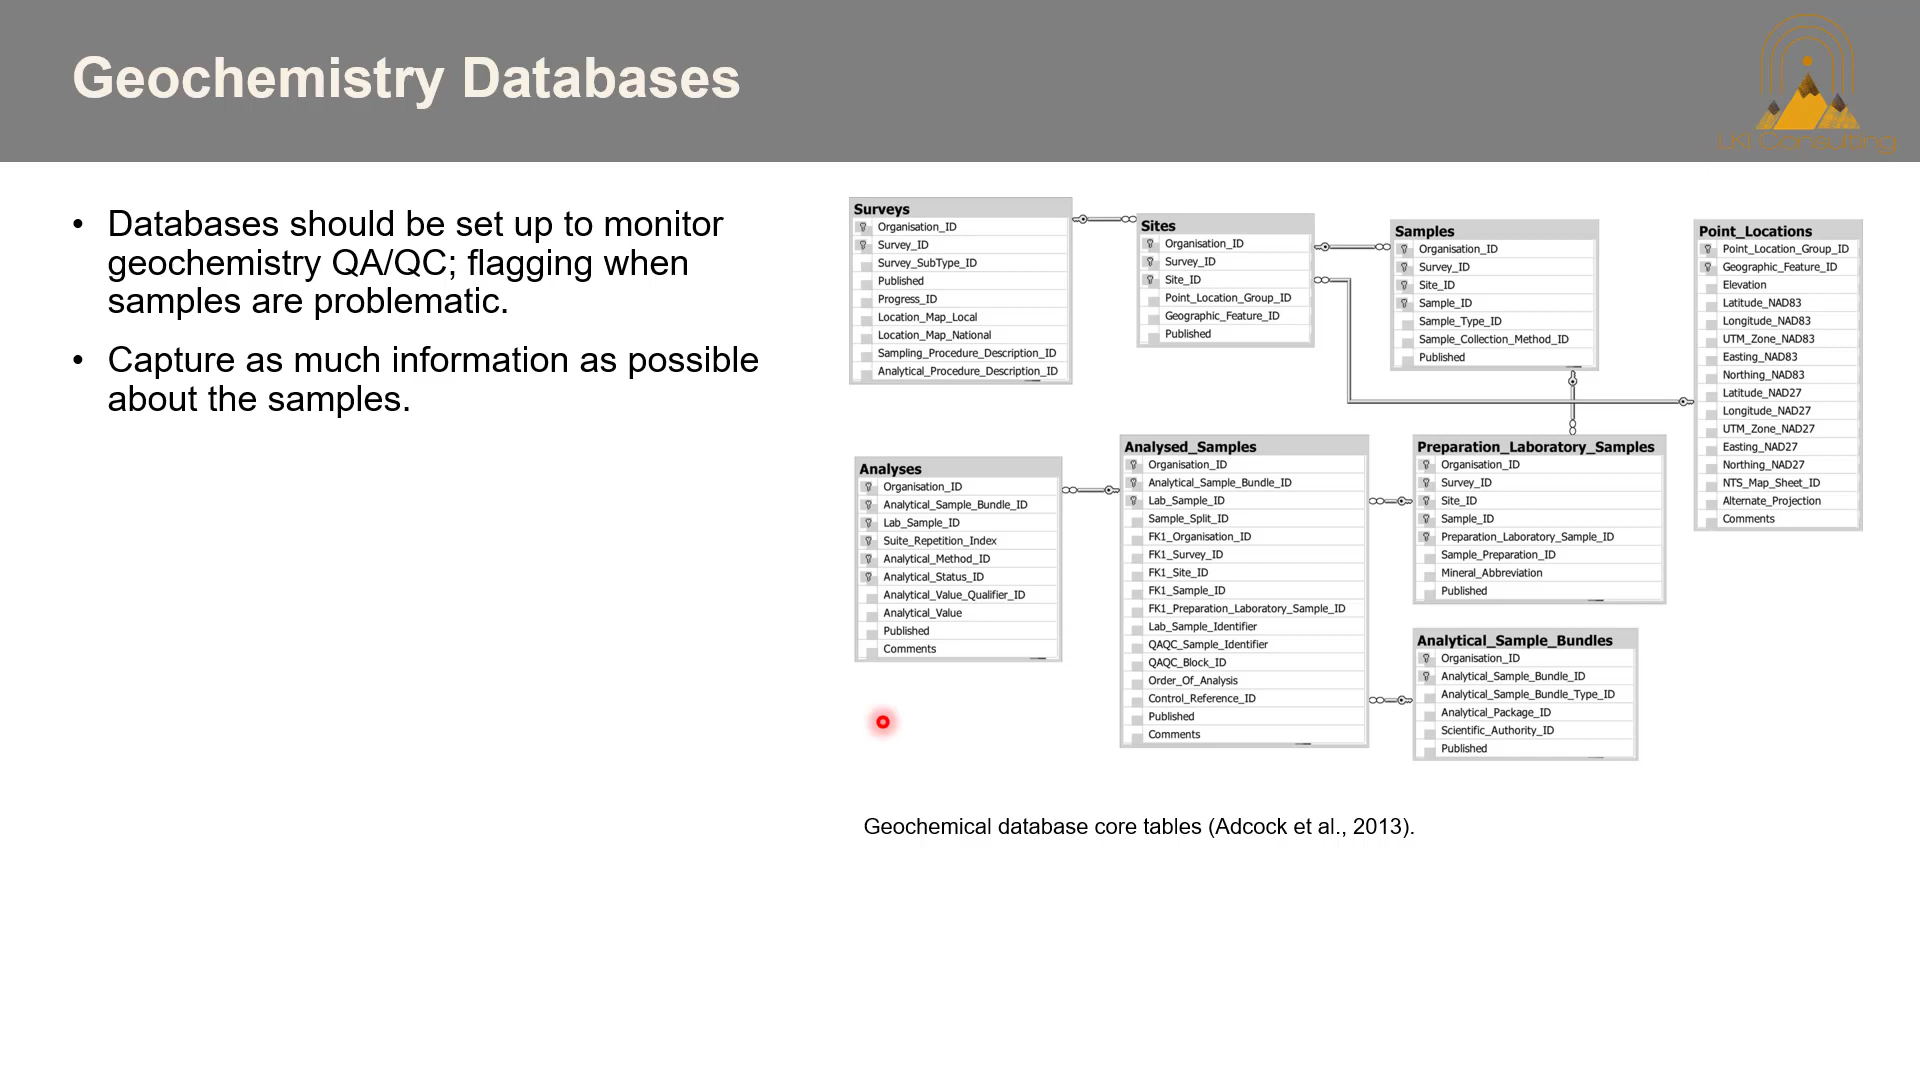 Geochemistry Databases
LKI Consulting
• Databases should be set up to monitor
geochemistry QA/QC; flagging when
samples are problematic.
• Capture as much information as possible
about the samples.
Surveys
Organisation_ID
Survey_ID
Survey_SubType_ID
Published
Progress_ID
Location_Map_Local
Location_Map_National
Sampling_Procedure_Description_ID
Analytical_Procedure_Description_ID
Sites
Organisation_ID
Survey_ID
Site_ID
Point_Location_Group_ID
Geographic_Feature_ID
Published
Samples
Organisation_ID
Survey_ID
Site_ID
Sample_ID
Sample_Type_ID
Sample_Collection_Method_ID
Published
Point_Locations
Point_Location_Group_ID
Geographic_Feature_ID
Elevation
Latitude_NAD83
Longitude_NAD83
UTM_Zone_NAD83
Easting_NAD83
Northing_NAD83
Latitude_NAD27
Longitude_NAD27
UTM_Zone_NAD27
Easting_NAD27
Northing_NAD27
NTS_Map_Sheet_ID
Alternate_Projection
Comments
Analyses
Organisation_ID
Analytical_Sample_Bundle_ID
Lab_Sample_ID
Suite_Repetition_Index
Analytical_Method_ID
Analytical_Status_ID
Analytical_Value_Qualifier_ID
Analytical_Value
Published
Comments
Analysed_Samples
Organisation_ID
Analytical_Sample_Bundle_ID
Lab_Sample_ID
Sample_Split_ID
FK1_Organisation_ID
FK1_Survey_ID
FK1_Site_ID
FK1_Sample_ID
FK1_Preparation_Laboratory_Sample_ID
Lab_Sample_Identifier
QAQC_Sample_Identifier
QAQC_Block_ID
Order_Of_Analysis
Control_Reference_ID
Published
Comments
Preparation_Laboratory_Samples
Organisation_ID
Survey_ID
Site_ID
Sample_ID
Preparation_Laboratory_Sample_ID
Sample_Preparation_ID
Mineral_Abbreviation
Published
Analytical_Sample_Bundles
Organisation_ID
Analytical_Sample_Bundle_ID
Analytical_Sample_Bundle_Type_ID
Analytical_Package_ID
Scientific_Authority_ID
Published
Geochemical database core tables (Adcock et al., 2013).